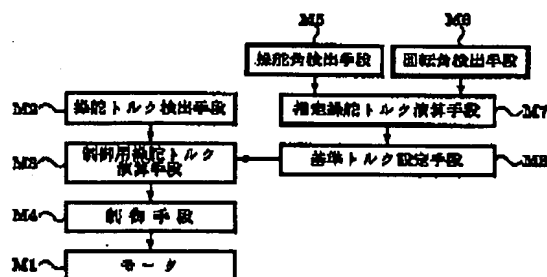 M5
M6
操舵角検出手段
回転角検出手段
M2
操舵トルク検出手段
推定操舵トルク演算手段
M7
M3
制御用操舵トルク
演算手段
基準トルク設定手段
M8
M4
制御手段
M1
モータ